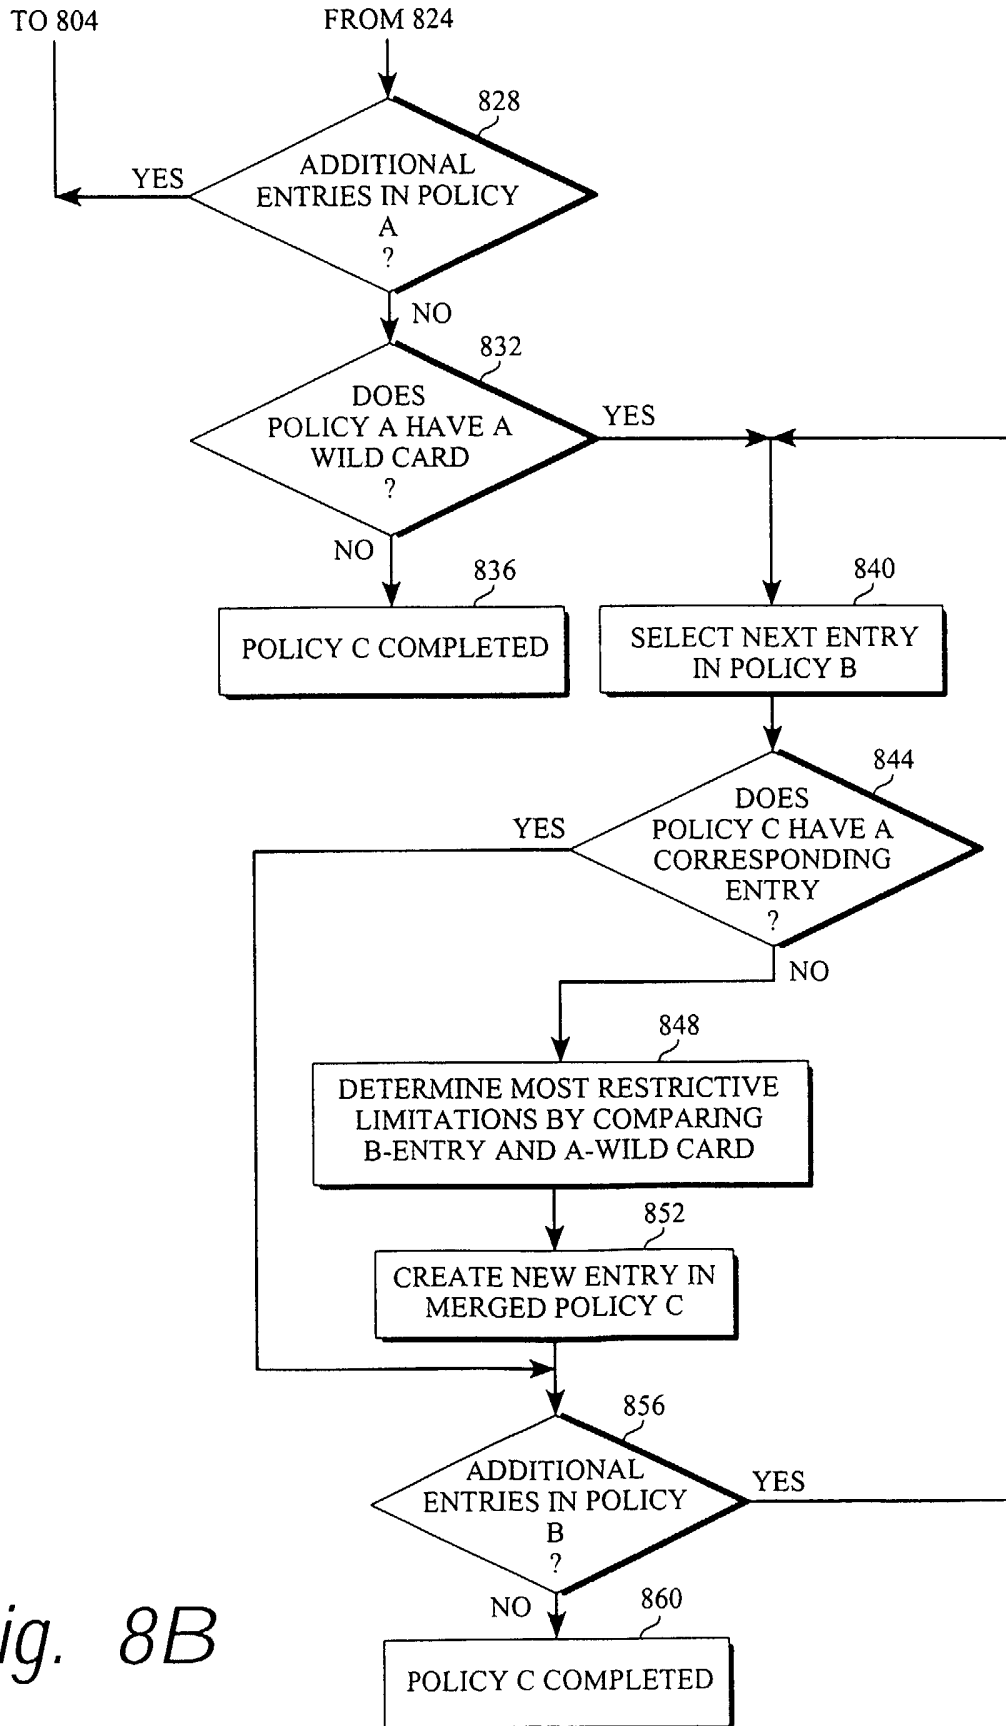 TO 804
FROM 824
828
ADDITIONAL
ENTRIES IN POLICY
A
?
YES
NO
832
DOES
POLICY A HAVE A
WILD CARD
?
YES
NO
836
POLICY C COMPLETED
840
SELECT NEXT ENTRY
IN POLICY B
844
DOES
POLICY C HAVE A
CORRESPONDING
ENTRY
?
YES
NO
848
DETERMINE MOST RESTRICTIVE
LIMITATIONS BY COMPARING
B-ENTRY AND A-WILD CARD
852
CREATE NEW ENTRY IN
MERGED POLICY C
856
ADDITIONAL
ENTRIES IN POLICY
B
?
YES
NO
860
POLICY C COMPLETED
ig. 8B